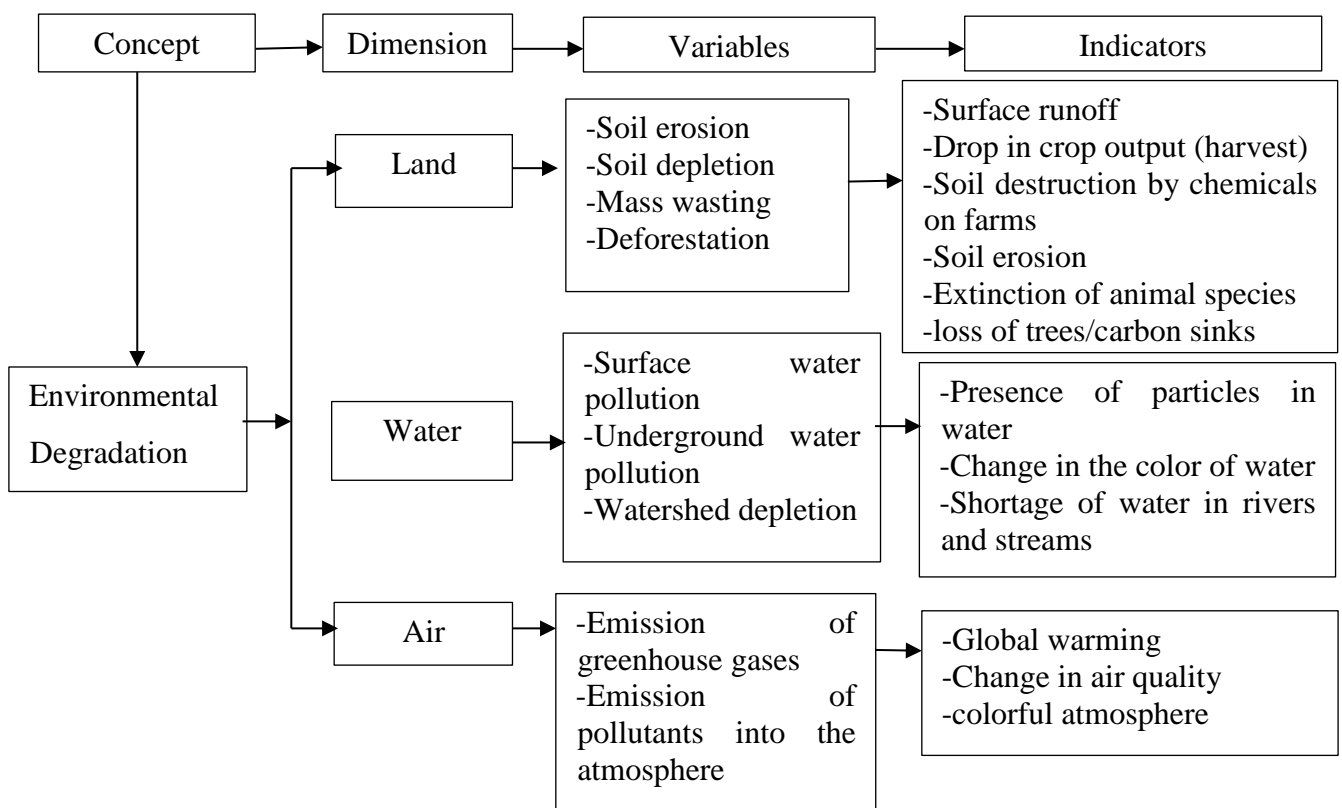 Concept
Dimension
Variables
Indicators
Environmental
Degradation
Land
-Soil erosion
-Soil depletion
-Mass wasting
-Deforestation
-Surface runoff
-Drop in crop output (harvest)
-Soil destruction by chemicals
on farms
-Soil erosion
-Extinction of animal species
-loss of trees/carbon sinks
Water
-Surface water
pollution
-Underground water
pollution
-Watershed depletion
-Presence of particles in
water
-Change in the color of water
-Shortage of water in rivers
and streams
Air
-Emission of
greenhouse gases
-Emission of
pollutants into the
atmosphere
-Global warming
-Change in air quality
-colorful atmosphere